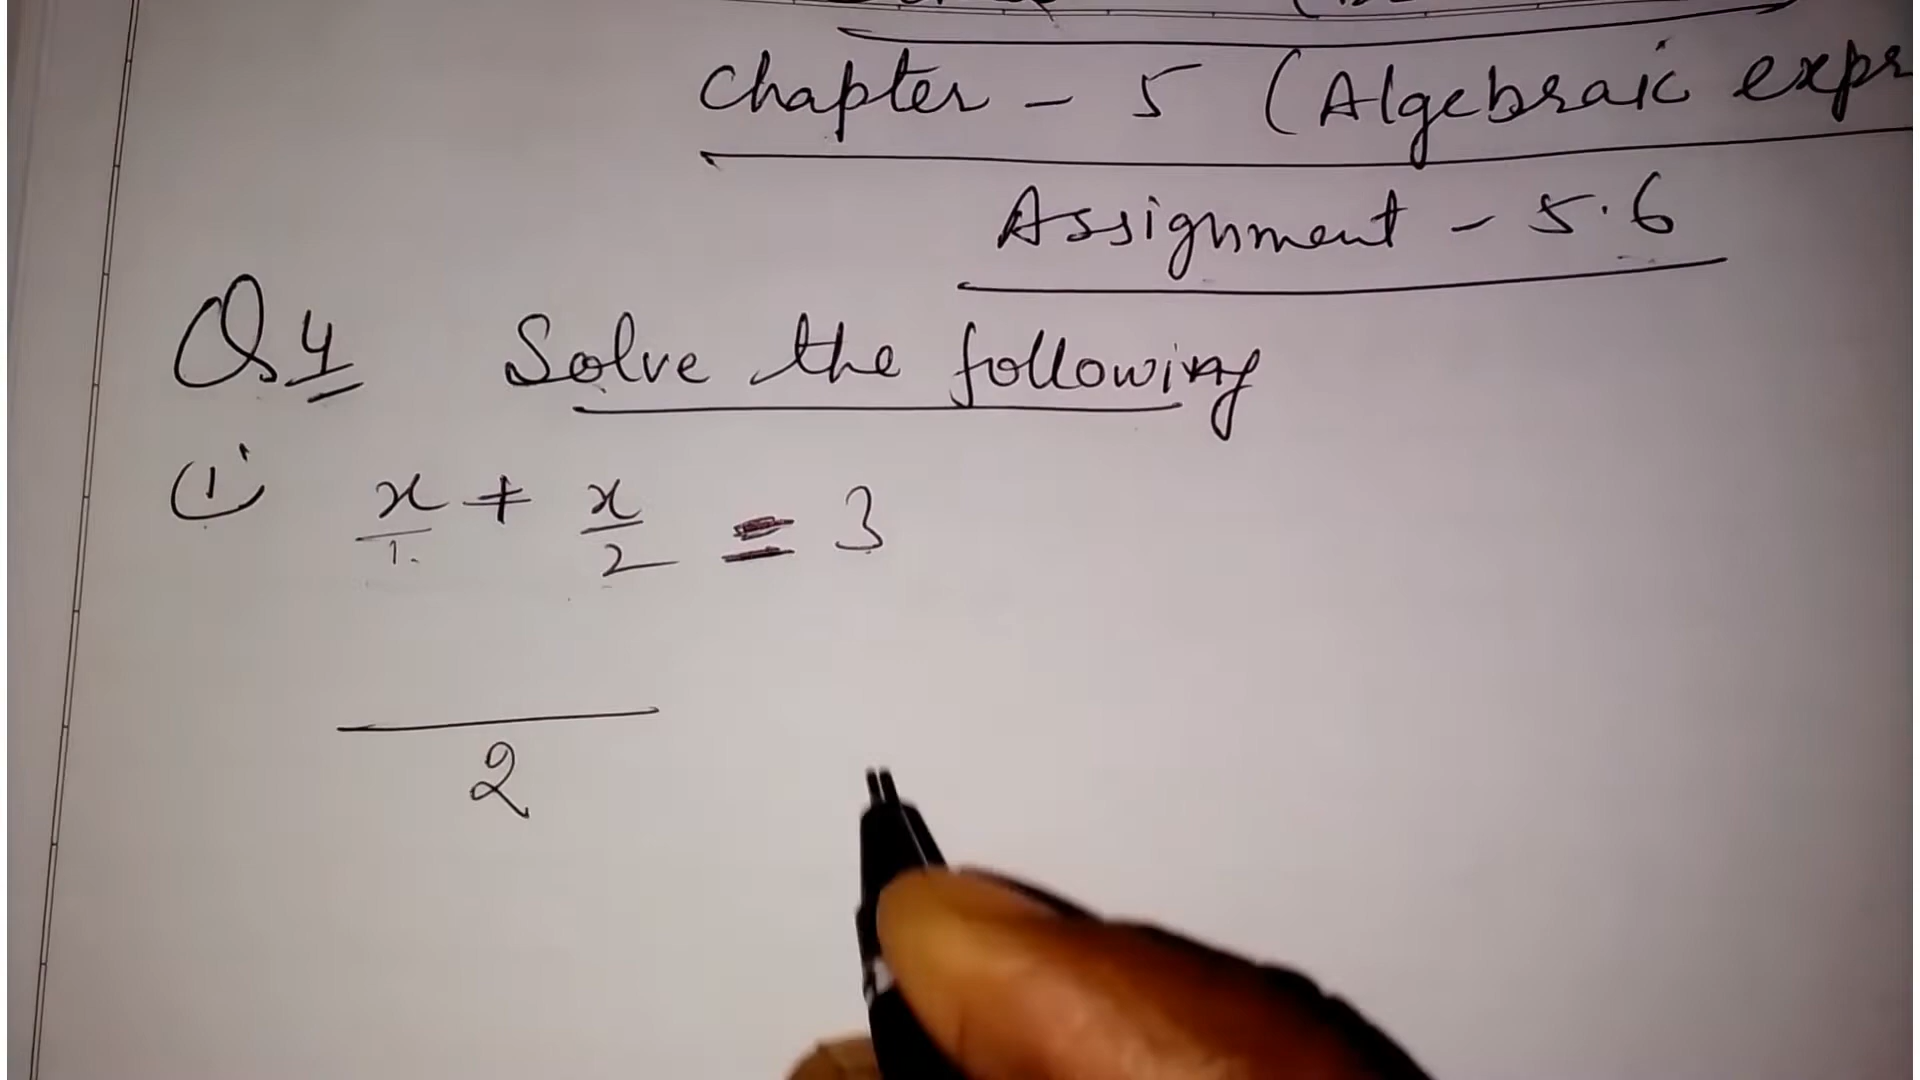 Chapter - 5 (Algebraic expr
Assignment - 5.6
Q.4 Solve the following
(i) x/1. + x/2 = 3
2